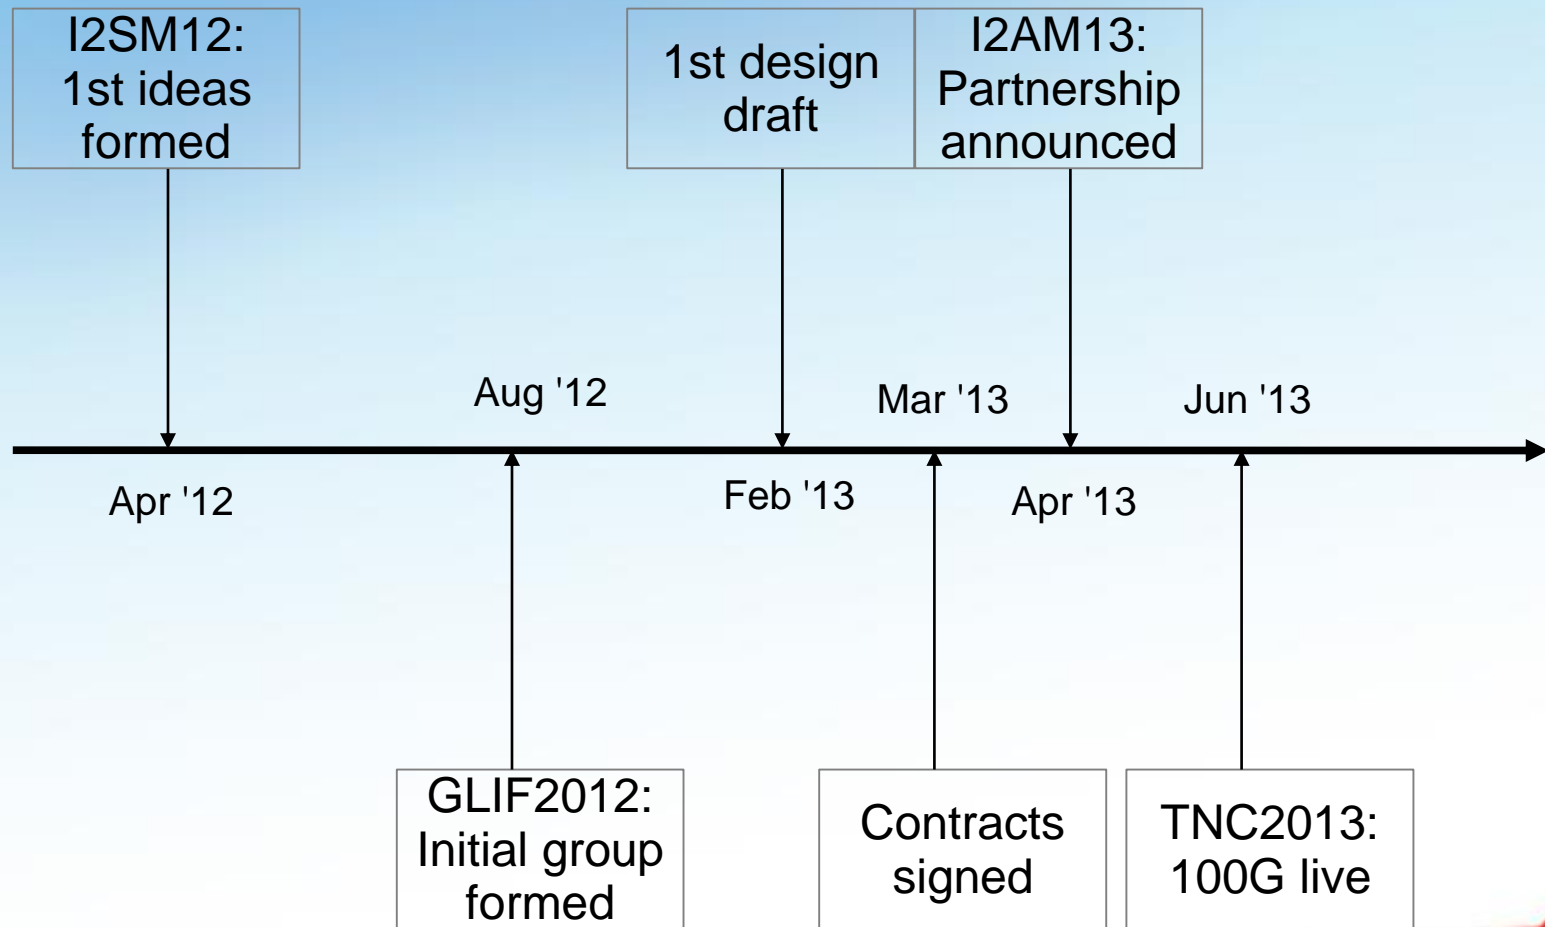 I2SM12:
1st ideas
formed
1st design
draft
I2AM13:
Partnership
announced
Aug '12
Mar '13
Jun '13
Apr '12
Feb '13
Apr '13
GLIF2012:
Initial group
formed
Contracts
signed
TNC2013:
100G live